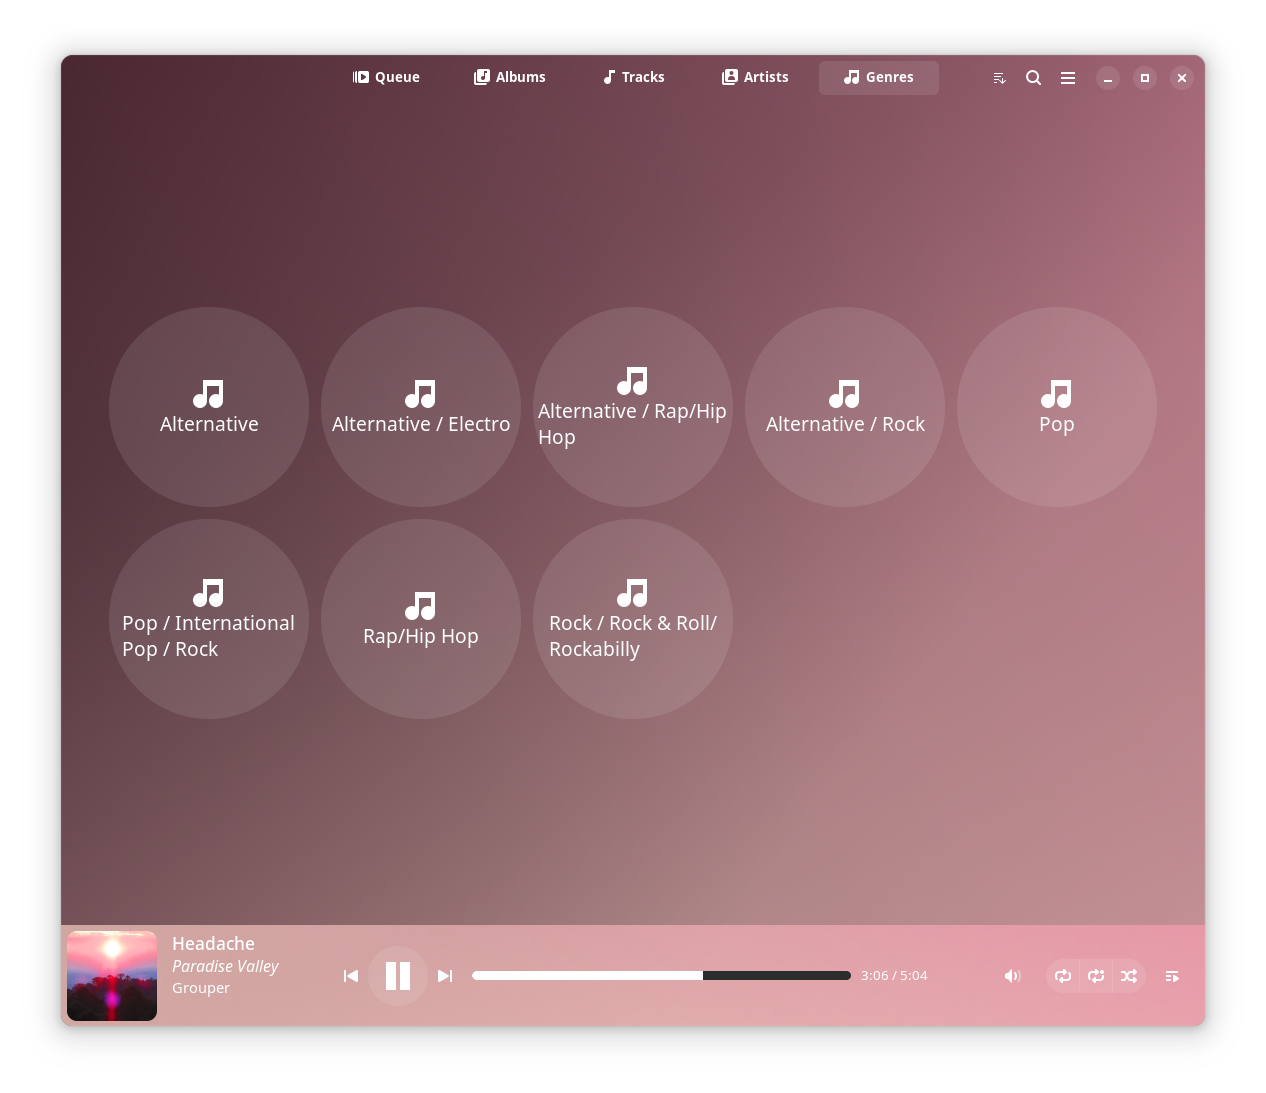 Queue
Albums
Tracks
Artists
Genres
Alternative
Alternative / Electro
Alternative / Rap/Hip
Hop
Alternative / Rock
Pop
Pop / International
Pop / Rock
Rap/Hip Hop
Rock / Rock & Roll/
Rockabilly
Headache
Paradise Valley
Grouper
3:06 / 5:04